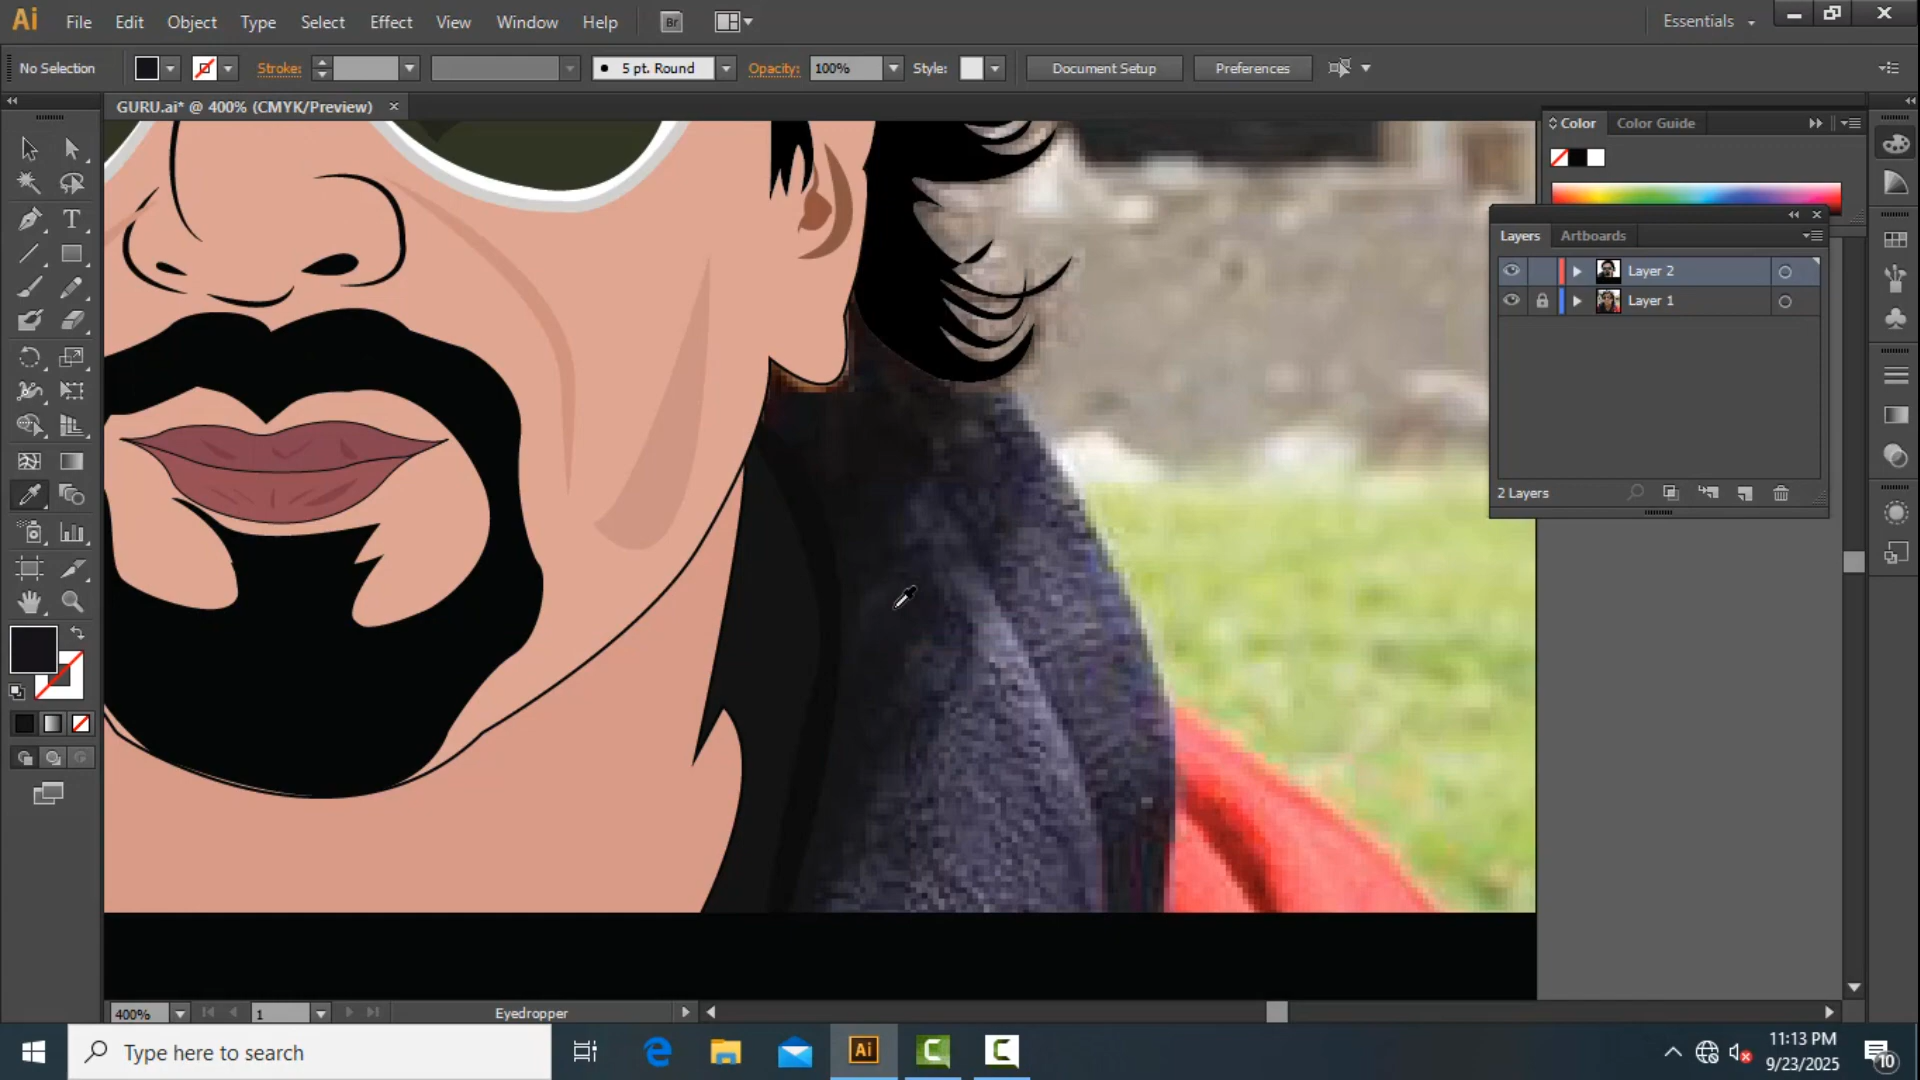 Ai File Edit Object Type Select Effect View Window Help Br Essentials
No Selection Stroke: 5 pt. Round Opacity: 100% Style: Document Setup Preferences
GURU.ai* @ 400% (CMYK/Preview) ×
Color Color Guide
Layers Artboards
Layer 2
Layer 1
2 Layers
400% 1 Eyedropper
Type here to search
Ai
11:13 PM
9/23/2025
10